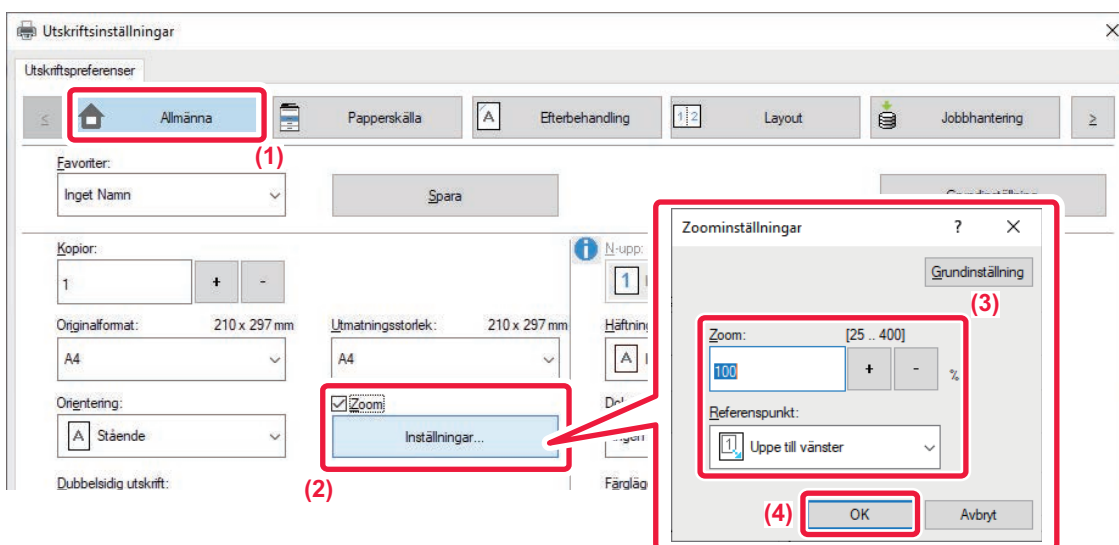 Utskriftsinställningar
Utskriftspreferenser
Allmänna
Papperskälla
Efterbehandling
Layout
Jobbhantering
(1)
Favoriter:
Inget Namn
Spara
Kopior:
1
+ -
Originalformat: 210 x 297 mm
A4
Utmatningsstorlek: 210 x 297 mm
A4
Orientering:
Stående
Zoom
Inställningar...
(2)
Dubbelsidig utskrift:
N-upp:
1
Zoominställningar ? X
Grundinställning
(3)
Zoom: [25 .. 400]
100 + - %
Referenspunkt:
1 Uppe till vänster
(4)
OK
Avbryt